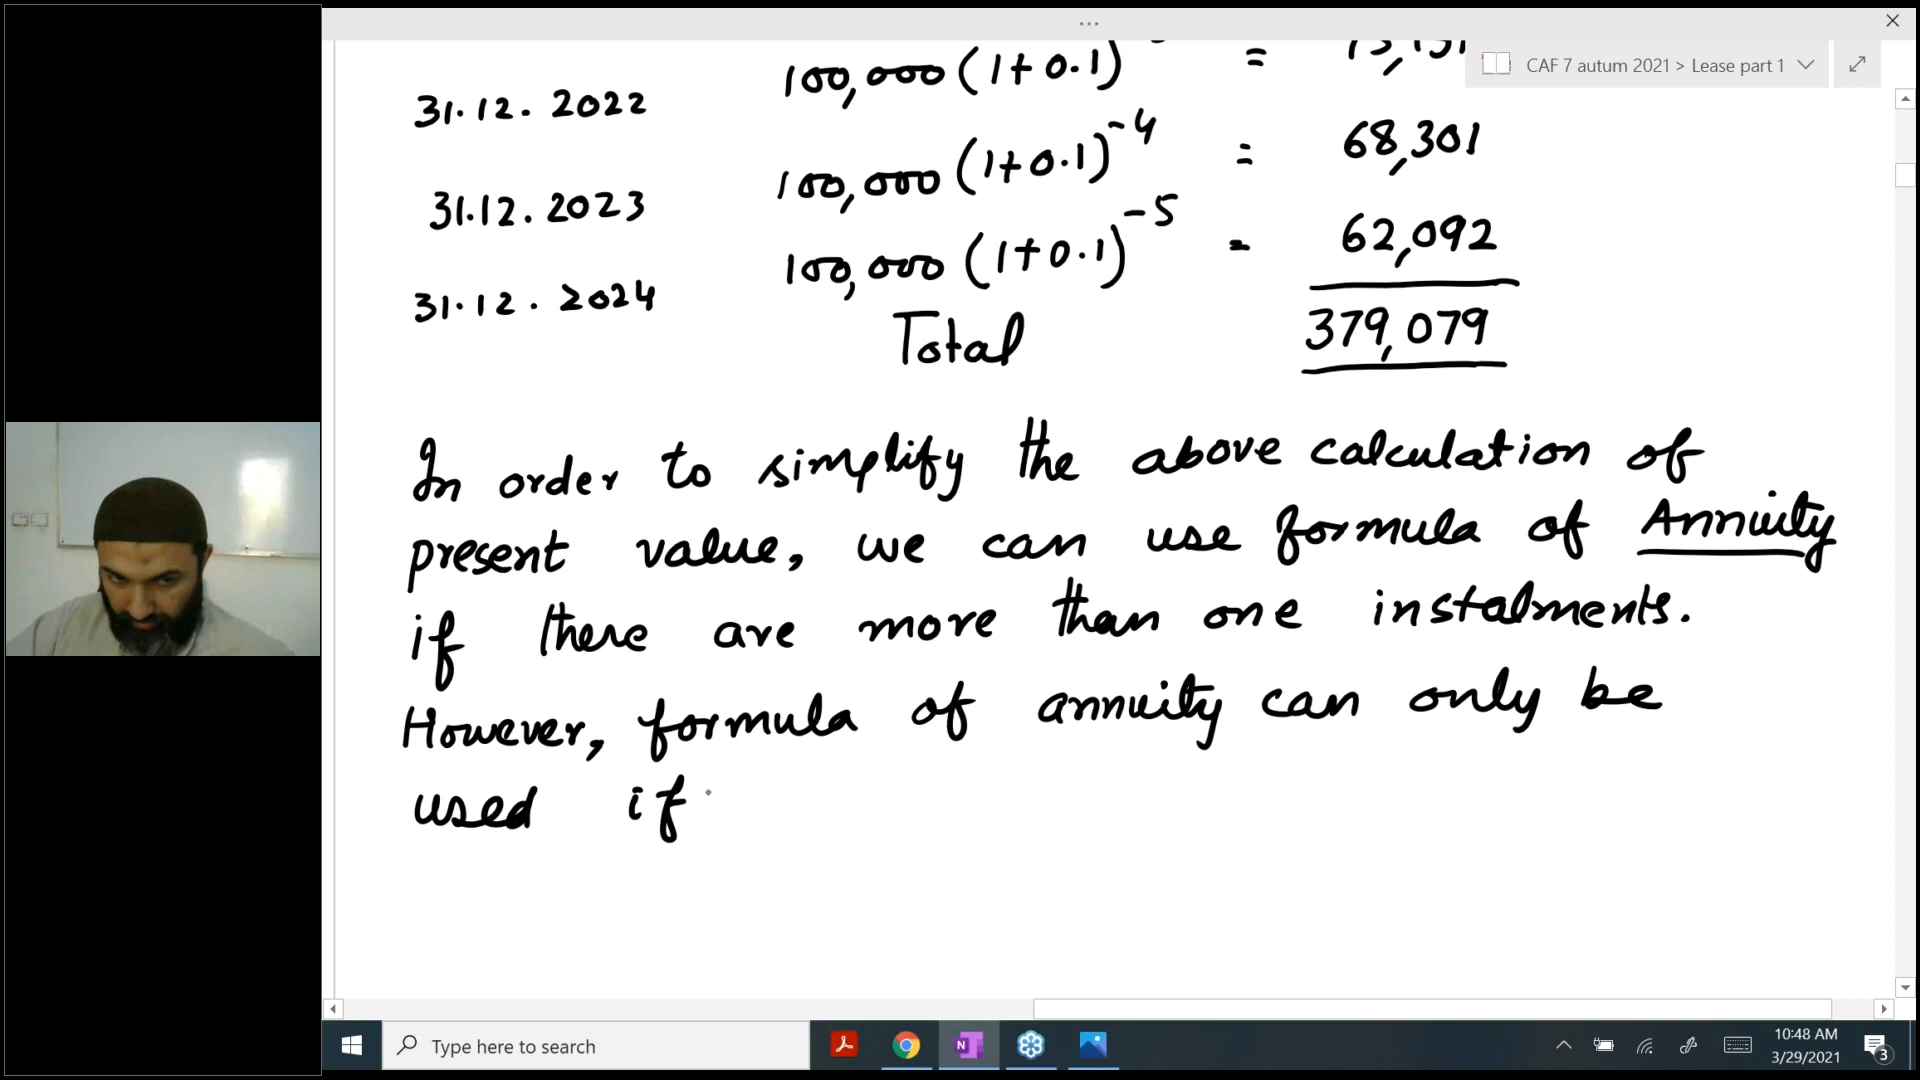 CAF 7 autum 2021 > Lease part 1
31.12.2022 100,000 (1+0.1) =
31.12.2023 100,000 (1+0.1)-4 = 68,301
31.12.2024 100,000 (1+0.1)-5 = 62,092
Total 379,079
In order to simplify the above calculation of
present value, we can use formula of Annuity
if there are more than one instalments.
However, formula of annuity can only be
used if
Type here to search
10:48 AM
3/29/2021
3